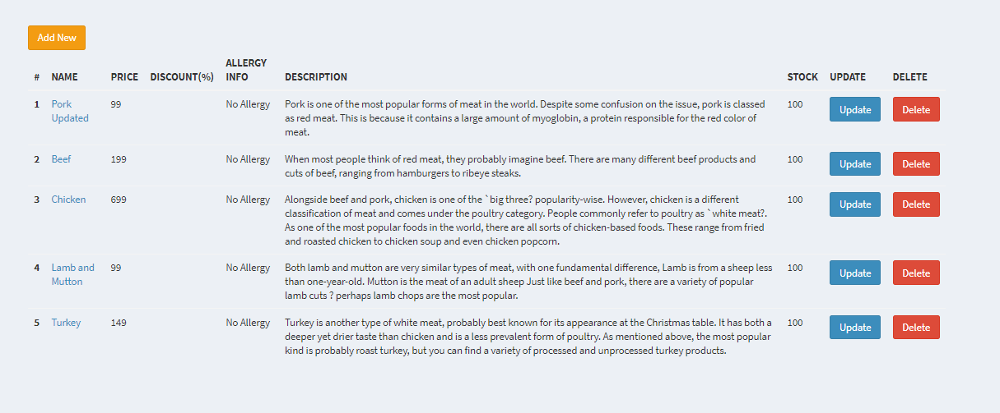 Add New
# NAME PRICE DISCOUNT(%) ALLERGY INFO DESCRIPTION STOCK UPDATE DELETE
1 Pork Updated 99 No Allergy Pork is one of the most popular forms of meat in the world. Despite some confusion on the issue, pork is classed
as red meat. This is because it contains a large amount of myoglobin, a protein responsible for the red color of
meat. 100 Update Delete
2 Beef 199 No Allergy When most people think of red meat, they probably imagine beef. There are many different beef products and
cuts of beef, ranging from hamburgers to ribeye steaks. 100 Update Delete
3 Chicken 699 No Allergy Alongside beef and pork, chicken is one of the `big three? popularity-wise. However, chicken is a different
classification of meat and comes under the poultry category. People commonly refer to poultry as `white meat?.
As one of the most popular foods in the world, there are all sorts of chicken-based foods. These range from fried
and roasted chicken to chicken soup and even chicken popcorn. 100 Update Delete
4 Lamb and Mutton 99 No Allergy Both lamb and mutton are very similar types of meat, with one fundamental difference, Lamb is from a sheep less
than one-year-old. Mutton is the meat of an adult sheep Just like beef and pork, there are a variety of popular
lamb cuts ? perhaps lamb chops are the most popular. 100 Update Delete
5 Turkey 149 No Allergy Turkey is another type of white meat, probably best known for its appearance at the Christmas table. It has both a
deeper yet drier taste than chicken and is a less prevalent form of poultry. As mentioned above, the most popular
kind is probably roast turkey, but you can find a variety of processed and unprocessed turkey products. 100 Update Delete